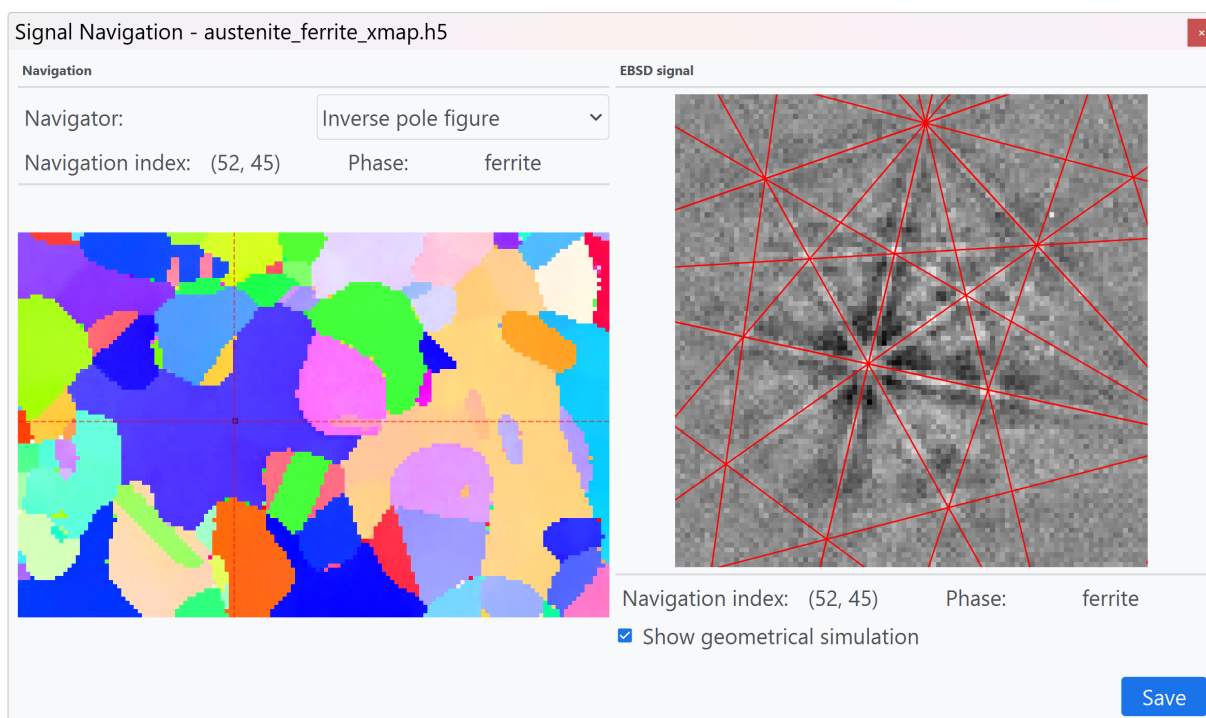 Signal Navigation - austenite_ferrite_xmap.h5
×
Navigation
Navigator:
Inverse pole figure
Navigation index: (52, 45) Phase: ferrite
EBSD signal
Navigation index: (52, 45) Phase: ferrite
Show geometrical simulation
Save